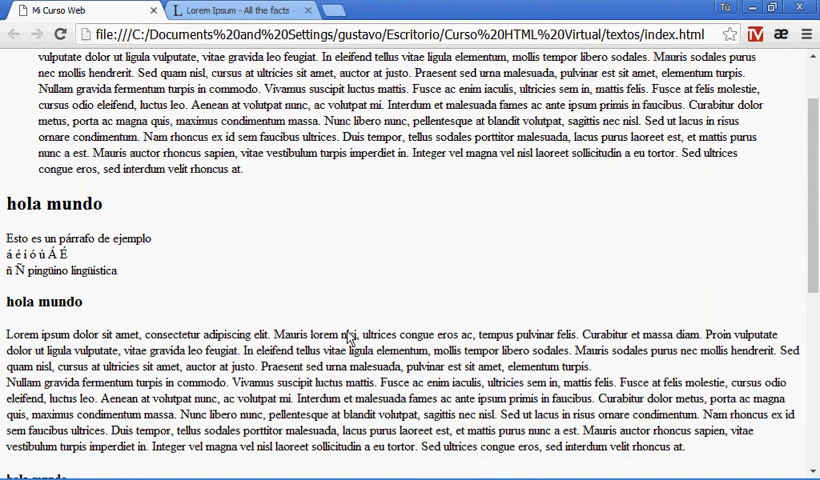 Mi Curso Web
Lorem Ipsum - All the facts -
Tú
file:///C:/Documents%20and%20Settings/gustavo/Escritorio/Curso%20HTML%20Virtual/textos/index.html
TV
æ
vulputate dolor ut ligula vulputate, vitae gravida leo feugiat. In eleifend tellus vitae ligula elementum, mollis tempor libero sodales. Mauris sodales purus
nec mollis hendrerit. Sed quam nisl, cursus at ultricies sit amet, auctor at justo. Praesent sed urna malesuada, pulvinar est sit amet, elementum turpis.
Nullam gravida fermentum turpis in commodo. Vivamus suscipit luctus mattis. Fusce ac enim iaculis, ultricies sem in, mattis felis. Fusce at felis molestie,
cursus odio eleifend, luctus leo. Aenean at volutpat nunc, ac volutpat mi. Interdum et malesuada fames ac ante ipsum primis in faucibus. Curabitur dolor
metus, porta ac magna quis, maximus condimentum massa. Nunc libero nunc, pellentesque at blandit volutpat, sagittis nec nisl. Sed ut lacus in risus
ornare condimentum. Nam rhoncus ex id sem faucibus ultrices. Duis tempor, tellus sodales porttitor malesuada, lacus purus laoreet est, et mattis purus
nunc a est. Mauris auctor rhoncus sapien, vitae vestibulum turpis imperdiet in. Integer vel magna vel nisl laoreet sollicitudin a eu tortor. Sed ultrices
congue eros, sed interdum velit rhoncus at.
hola mundo
Esto es un párrafo de ejemplo
á é í ó ú Á É
ñ Ñ pingüino lingüistica
hola mundo
Lorem ipsum dolor sit amet, consectetur adipiscing elit. Mauris lorem nisi, ultrices congue eros ac, tempus pulvinar felis. Curabitur et massa diam. Proin vulputate
dolor ut ligula vulputate, vitae gravida leo feugiat. In eleifend tellus vitae ligula elementum, mollis tempor libero sodales. Mauris sodales purus nec mollis hendrerit. Sed
quam nisl, cursus at ultricies sit amet, auctor at justo. Praesent sed urna malesuada, pulvinar est sit amet, elementum turpis.
Nullam gravida fermentum turpis in commodo. Vivamus suscipit luctus mattis. Fusce ac enim iaculis, ultricies sem in, mattis felis. Fusce at felis molestie, cursus odio
eleifend, luctus leo. Aenean at volutpat nunc, ac volutpat mi. Interdum et malesuada fames ac ante ipsum primis in faucibus. Curabitur dolor metus, porta ac magna
quis, maximus condimentum massa. Nunc libero nunc, pellentesque at blandit volutpat, sagittis nec nisl. Sed ut lacus in risus ornare condimentum. Nam rhoncus ex id
sem faucibus ultrices. Duis tempor, tellus sodales porttitor malesuada, lacus purus laoreet est, et mattis purus nunc a est. Mauris auctor rhoncus sapien, vitae
vestibulum turpis imperdiet in. Integer vel magna vel nisl laoreet sollicitudin a eu tortor. Sed ultrices congue eros, sed interdum velit rhoncus at.
hola mundo